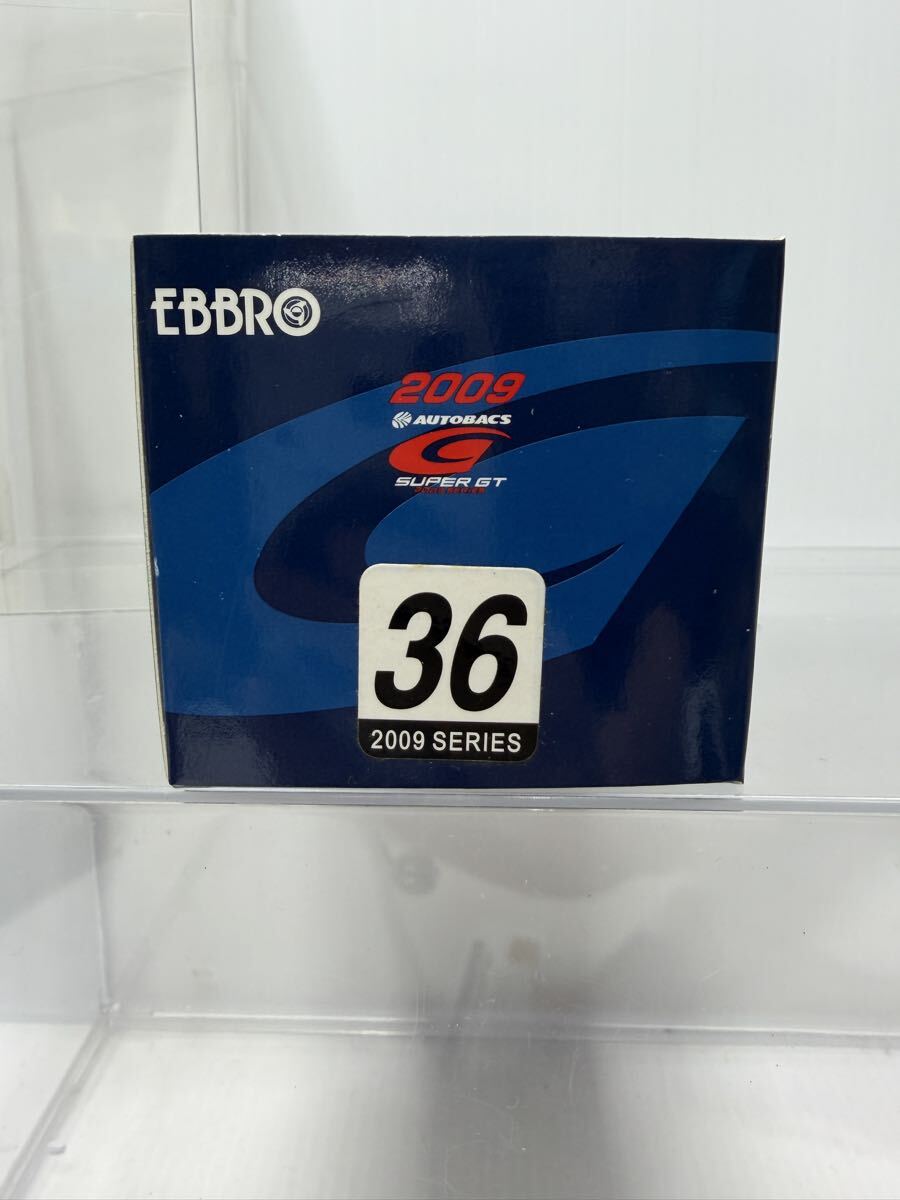 EBBRO
2009
AUTOBACS
SUPER GT
36
2009 SERIES